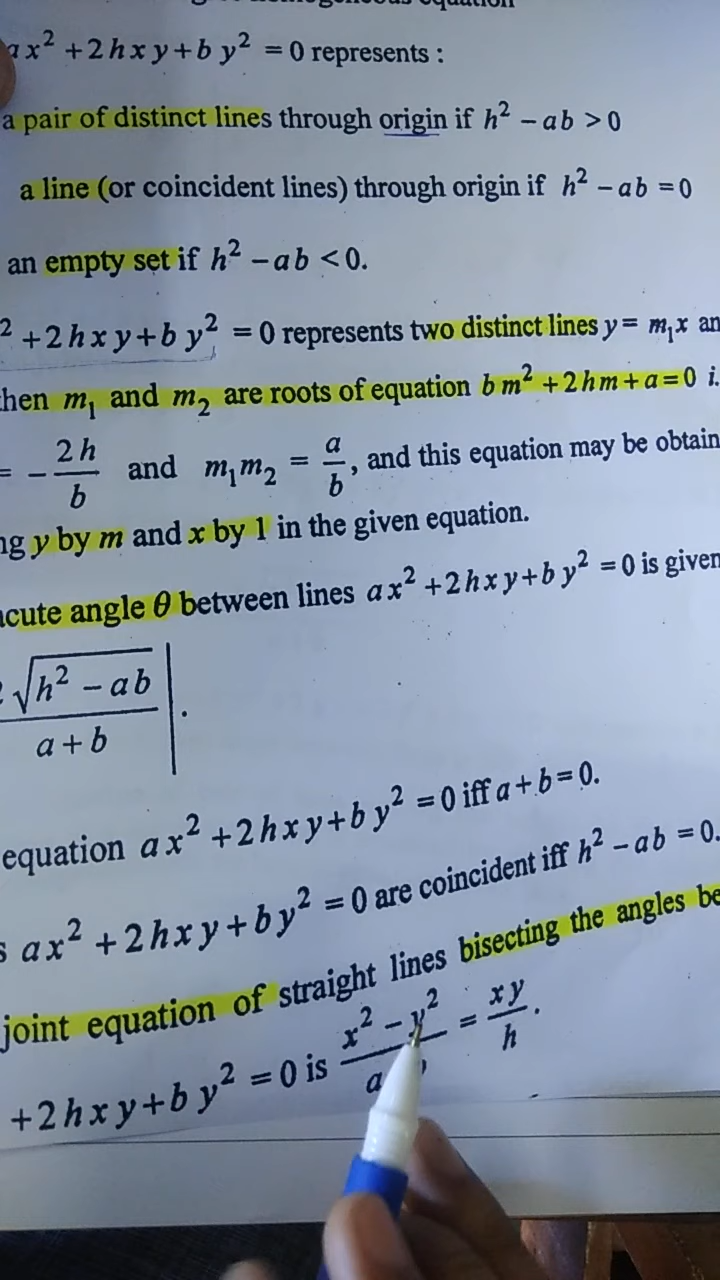 ax² + 2hxy + by² = 0 represents :
a pair of distinct lines through origin if h² − ab > 0
a line (or coincident lines) through origin if h² − ab = 0
an empty set if h² − ab < 0.
² + 2hxy + by² = 0 represents two distinct lines y = m₁x an
hen m₁ and m₂ are roots of equation bm² + 2hm + a = 0 i.
= − 2h/b and m₁m₂ = a/b, and this equation may be obtain
ng y by m and x by 1 in the given equation.
acute angle θ between lines ax² + 2hxy + by² = 0 is given
√(h² − ab) / (a + b) |.
equation ax² + 2hxy + by² = 0 iff a + b = 0.
s ax² + 2hxy + by² = 0 are coincident iff h² − ab = 0.
joint equation of straight lines bisecting the angles be
+ 2hxy + by² = 0 is x² − y² / a = xy/h.